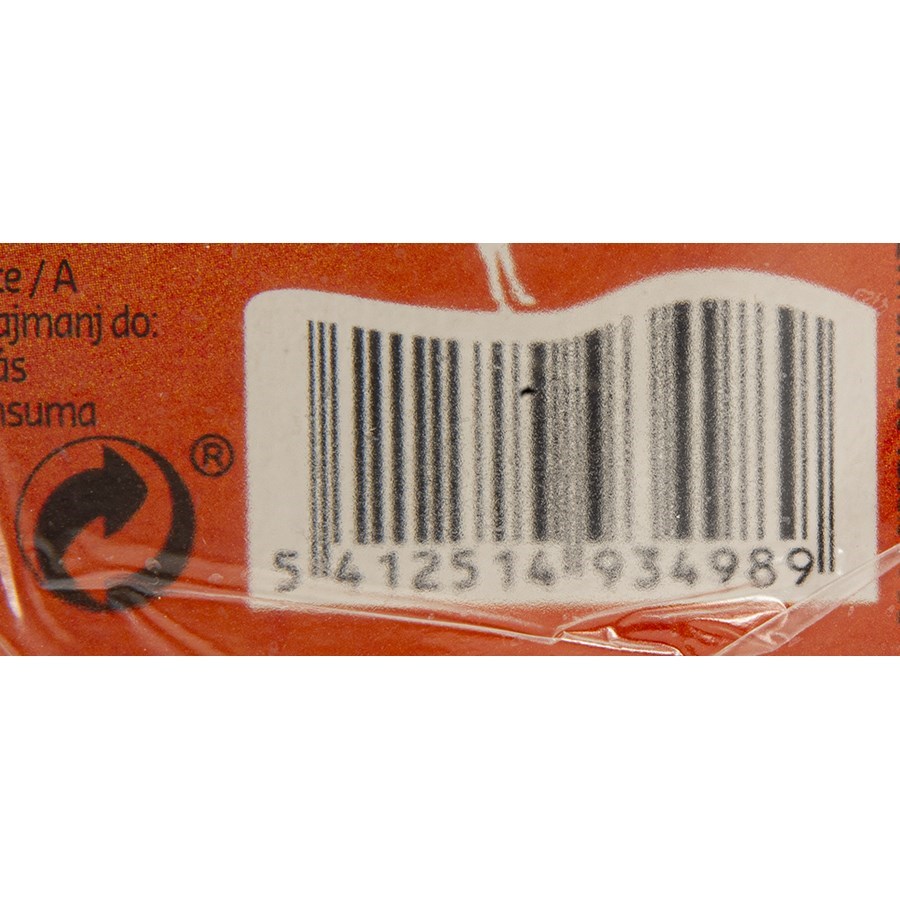 te / A
ajmanj do:
ás
nsuma
®
5 412514 934989